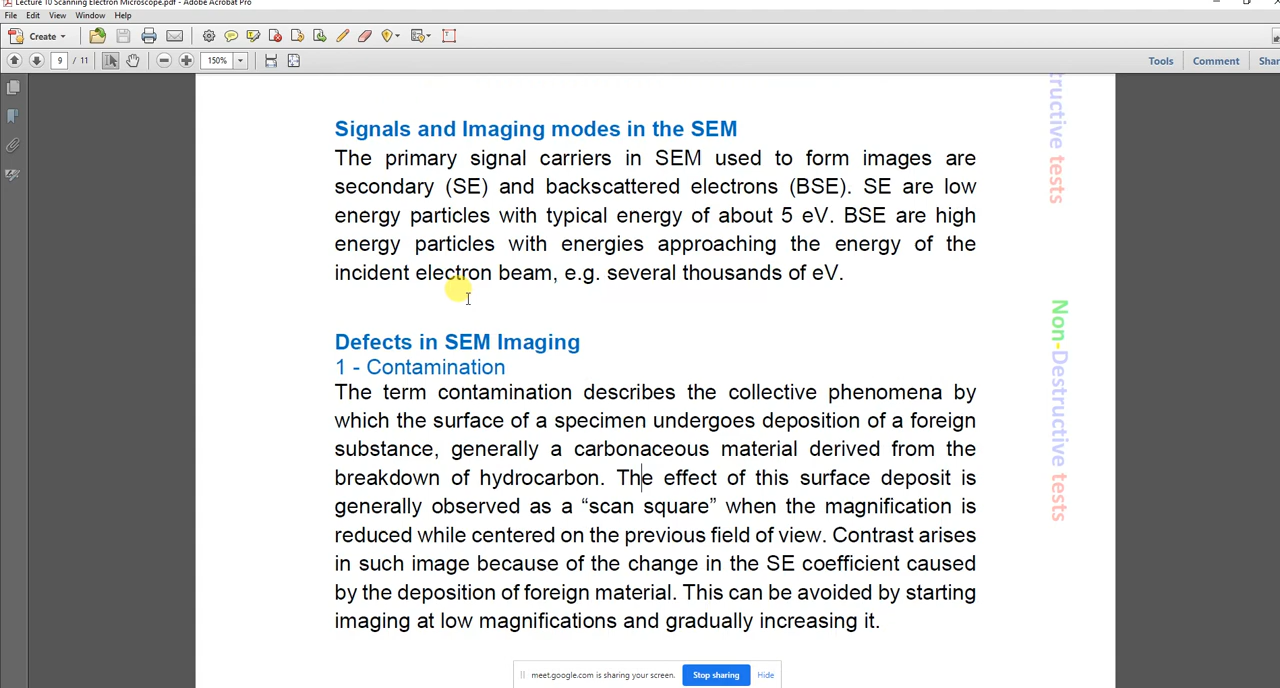 Lecture 10 Scanning Electron Microscope.pdf - Adobe Acrobat Pro
File Edit View Window Help
Create
9 / 11 150% Tools Comment
Signals and Imaging modes in the SEM
The primary signal carriers in SEM used to form images are
secondary (SE) and backscattered electrons (BSE). SE are low
energy particles with typical energy of about 5 eV. BSE are high
energy particles with energies approaching the energy of the
incident electron beam, e.g. several thousands of eV.
Defects in SEM Imaging
1 - Contamination
The term contamination describes the collective phenomena by
which the surface of a specimen undergoes deposition of a foreign
substance, generally a carbonaceous material derived from the
breakdown of hydrocarbon. The effect of this surface deposit is
generally observed as a “scan square” when the magnification is
reduced while centered on the previous field of view. Contrast arises
in such image because of the change in the SE coefficient caused
by the deposition of foreign material. This can be avoided by starting
imaging at low magnifications and gradually increasing it.
ructive tests
Non-Destructive tests
meet.google.com is sharing your screen. Stop sharing Hide